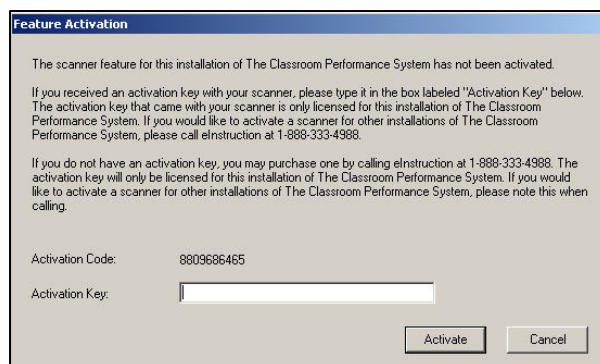 Feature Activation
The scanner feature for this installation of The Classroom Performance System has not been activated.
If you received an activation key with your scanner, please type it in the box labeled "Activation Key" below.
The activation key that came with your scanner is only licensed for this installation of The Classroom
Performance System. If you would like to activate a scanner for other installations of The Classroom
Performance System, please call eInstruction at 1-888-333-4988.
If you do not have an activation key, you may purchase one by calling eInstruction at 1-888-333-4988. The
activation key will only be licensed for this installation of The Classroom Performance System. If you would
like to activate a scanner for other installations of The Classroom Performance System, please note this when
calling.
Activation Code: 8809686465
Activation Key:
Activate Cancel